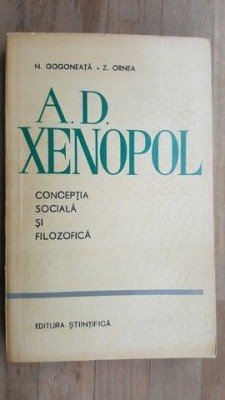 N. GOGONEAȚĂ • Z. ORNEA
A.D.
XENOPOL
CONCEPȚIA
SOCIALĂ
ȘI
FILOZOFICĂ
EDITURA ȘTIINȚIFICĂ